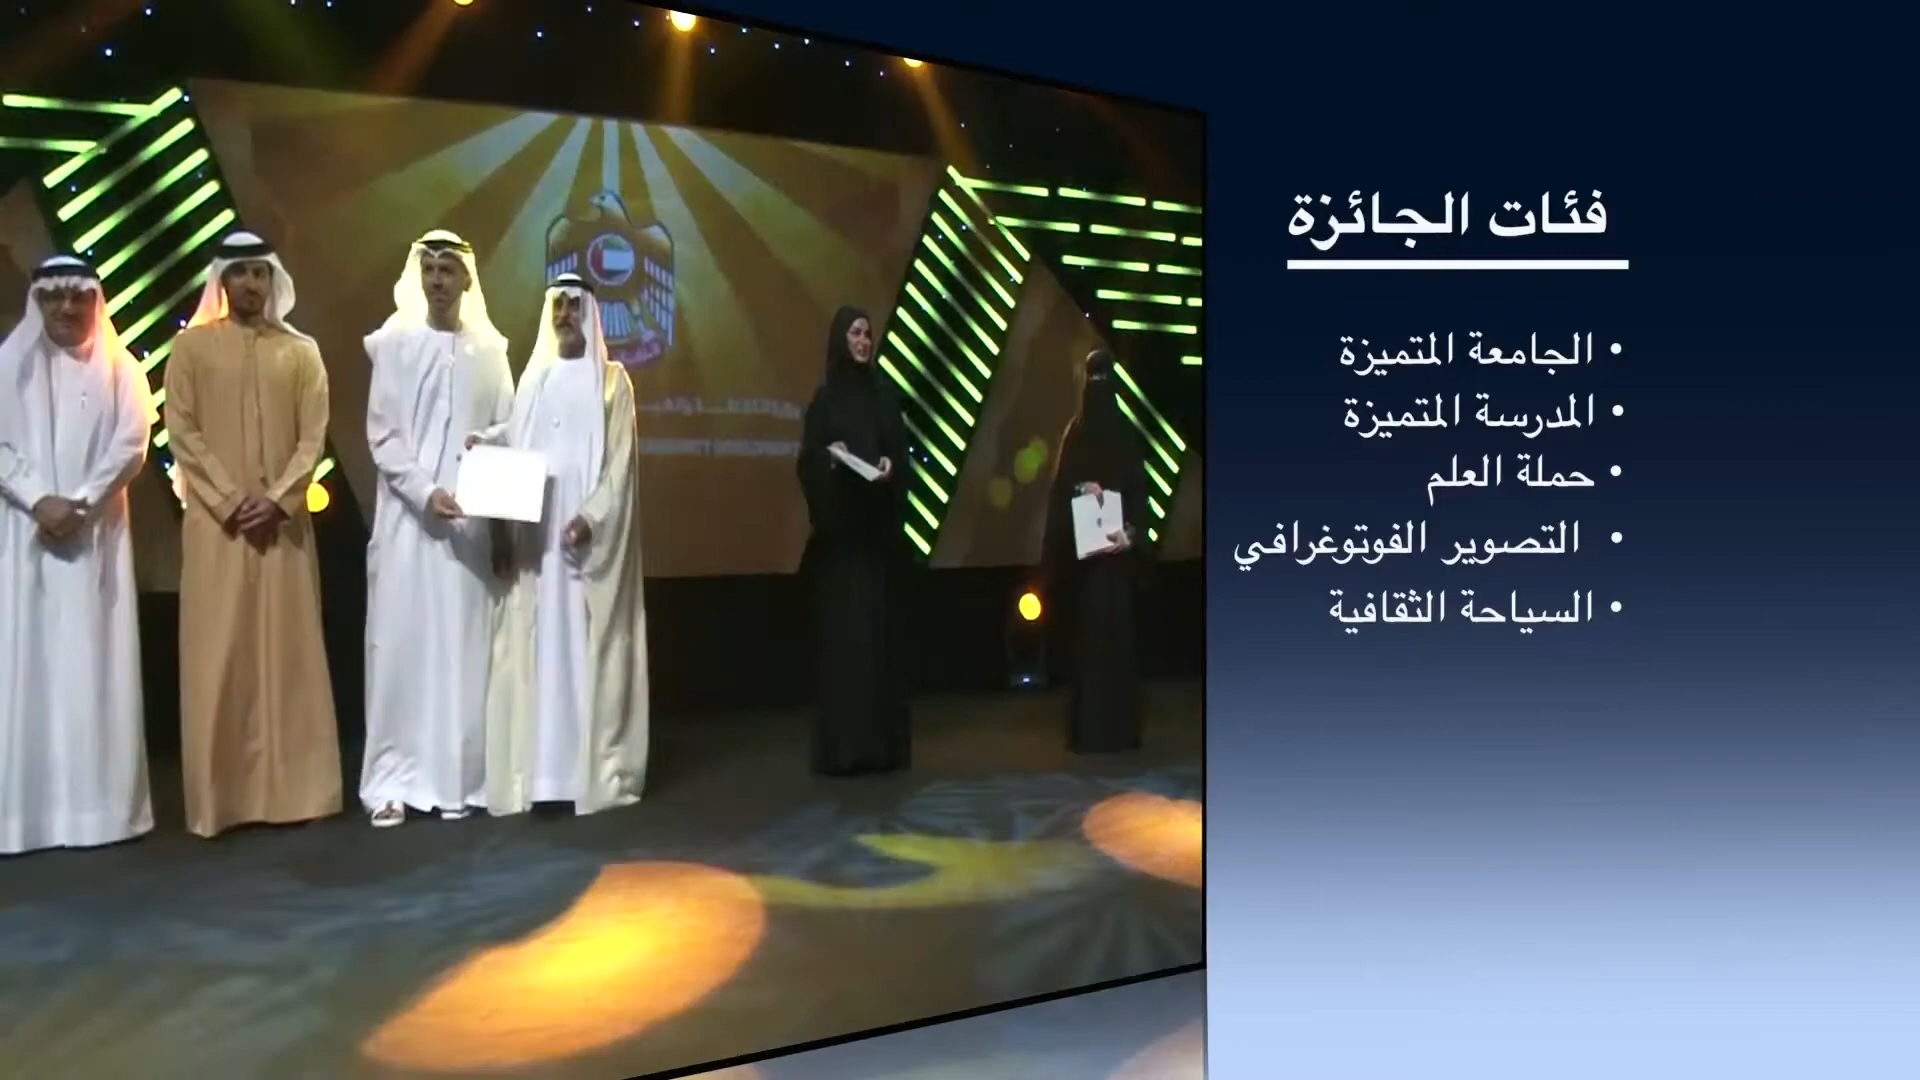 فئات الجائزة
• الجامعة المتميزة
• المدرسة المتميزة
• حملة العلم
• التصوير الفوتوغرافي
• السياحة الثقافية